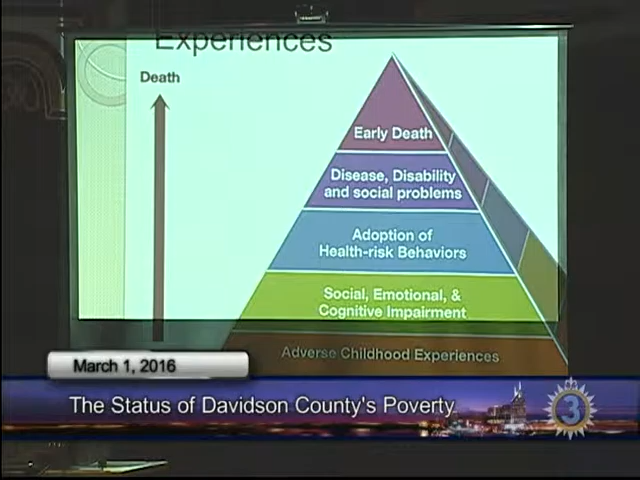 Experiences
Death
Early Death
Disease, Disability
and social problems
Adoption of
Health-risk Behaviors
Social, Emotional, &
Cognitive Impairment
Adverse Childhood Experiences
March 1, 2016
The Status of Davidson County's Poverty
3